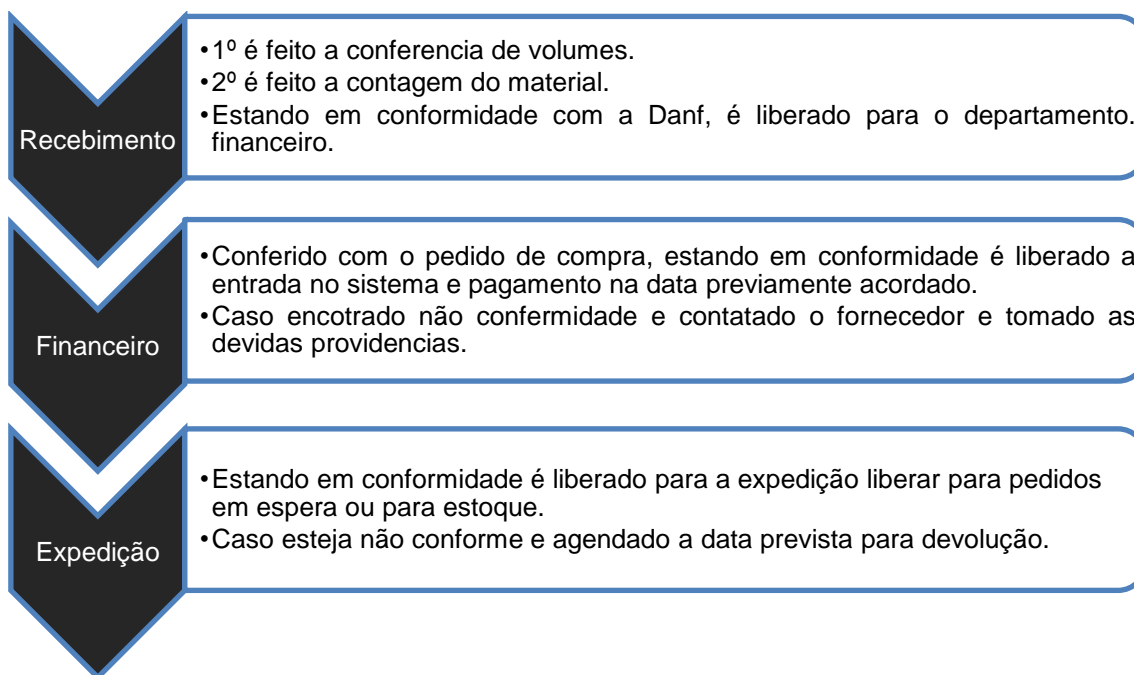 Recebimento
•1º é feito a conferencia de volumes.
•2º é feito a contagem do material.
•Estando em conformidade com a Danf, é liberado para o departamento.
financeiro.
Financeiro
•Conferido com o pedido de compra, estando em conformidade é liberado a
entrada no sistema e pagamento na data previamente acordado.
•Caso encotrado não confermidade e contatado o fornecedor e tomado as
devidas providencias.
Expedição
•Estando em conformidade é liberado para a expedição liberar para pedidos
em espera ou para estoque.
•Caso esteja não conforme e agendado a data prevista para devolução.